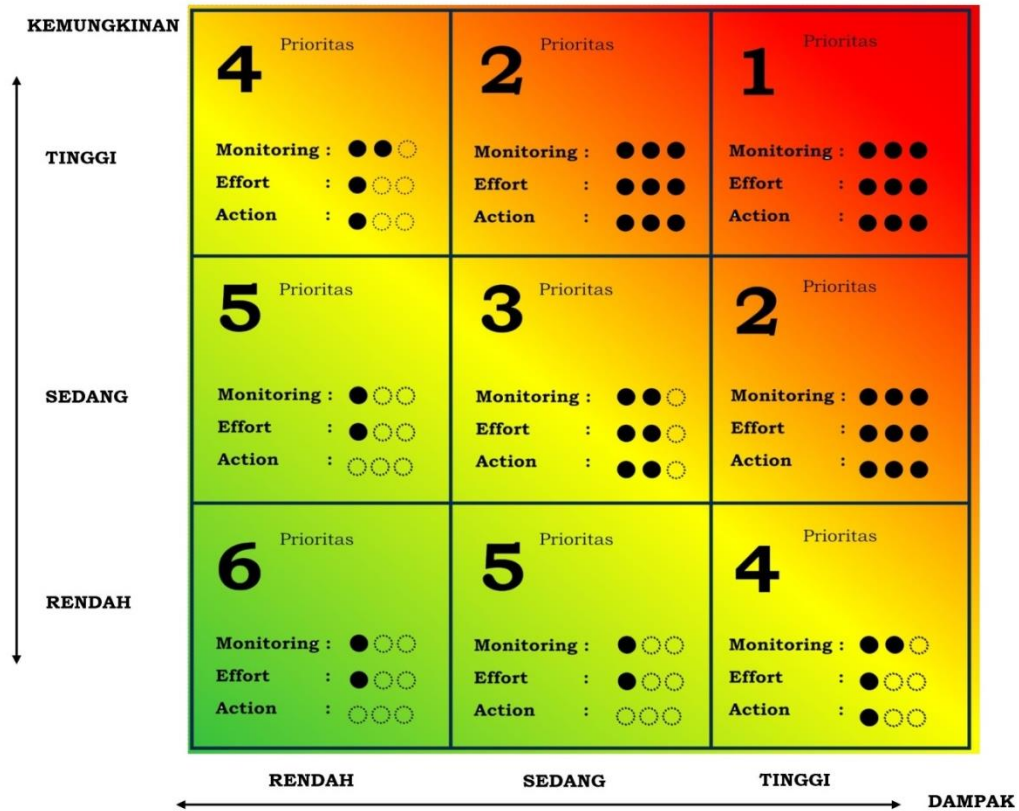 KEMUNGKINAN
TINGGI
4 Prioritas
Monitoring :
Effort :
Action :
2 Prioritas
Monitoring :
Effort :
Action :
1 Prioritas
Monitoring :
Effort :
Action :
SEDANG
5 Prioritas
Monitoring :
Effort :
Action :
3 Prioritas
Monitoring :
Effort :
Action :
2 Prioritas
Monitoring :
Effort :
Action :
RENDAH
6 Prioritas
Monitoring :
Effort :
Action :
5 Prioritas
Monitoring :
Effort :
Action :
4 Prioritas
Monitoring :
Effort :
Action :
RENDAH
SEDANG
TINGGI
DAMPAK